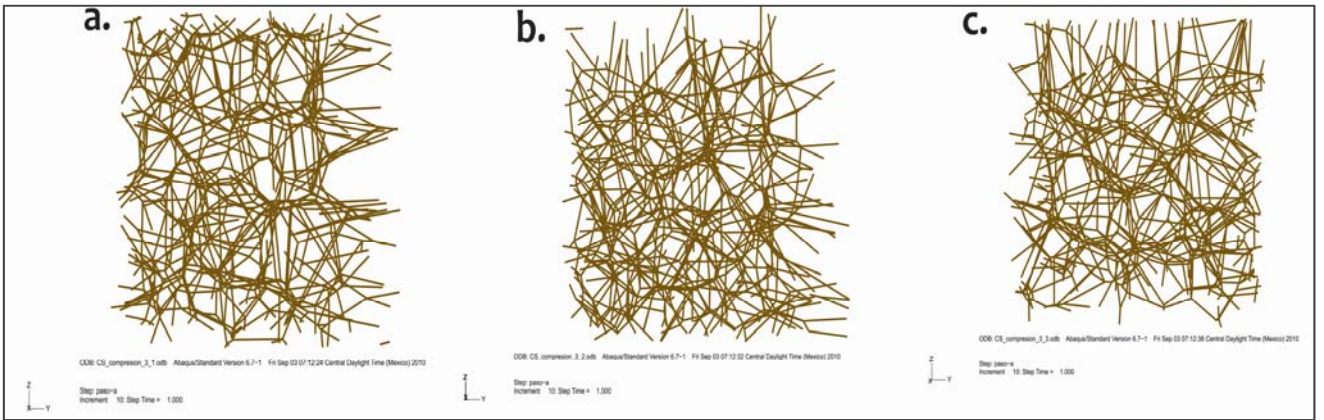 a.
ODB: CS_compresion_3_1.odb Abaqus/Standard Version 6.7-1 Fri Sep 03 07:12:24 Central Daylight Time (Mexico) 2010
Step: paso-a
Increment 10: Step Time = 1.000
Z
X
Y
b.
ODB: CS_compresion_3_2.odb Abaqus/Standard Version 6.7-1 Fri Sep 03 07:12:32 Central Daylight Time (Mexico) 2010
Step: paso-a
Increment 10: Step Time = 1.000
Z
X
Y
c.
ODB: CS_compresion_3_3.odb Abaqus/Standard Version 6.7-1 Fri Sep 03 07:12:38 Central Daylight Time (Mexico) 2010
Step: paso-a
Increment 10: Step Time = 1.000
Z
X
Y